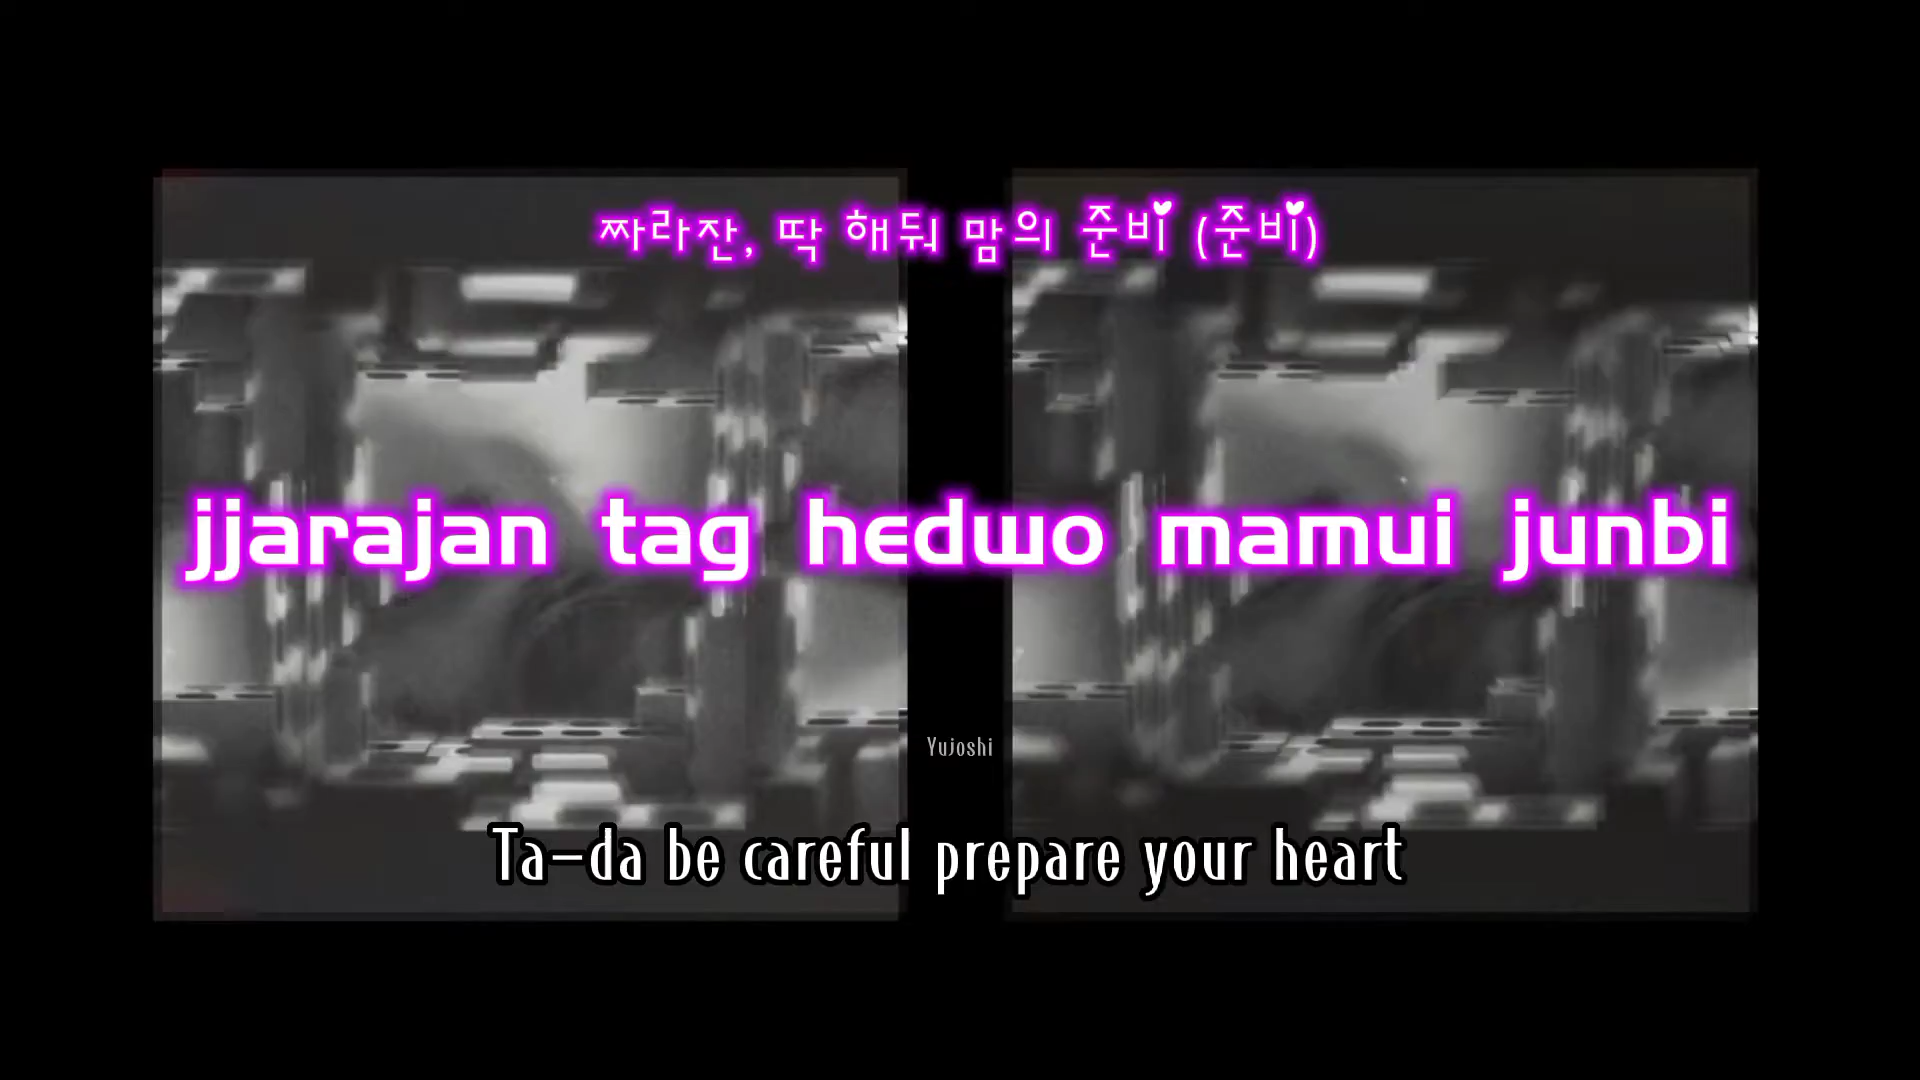 짜라잔, 딱 해둬 맘의 준비 (준비)
jjarajan tag hedwo mamui junbi
Yujoshi
Ta-da be careful prepare your heart